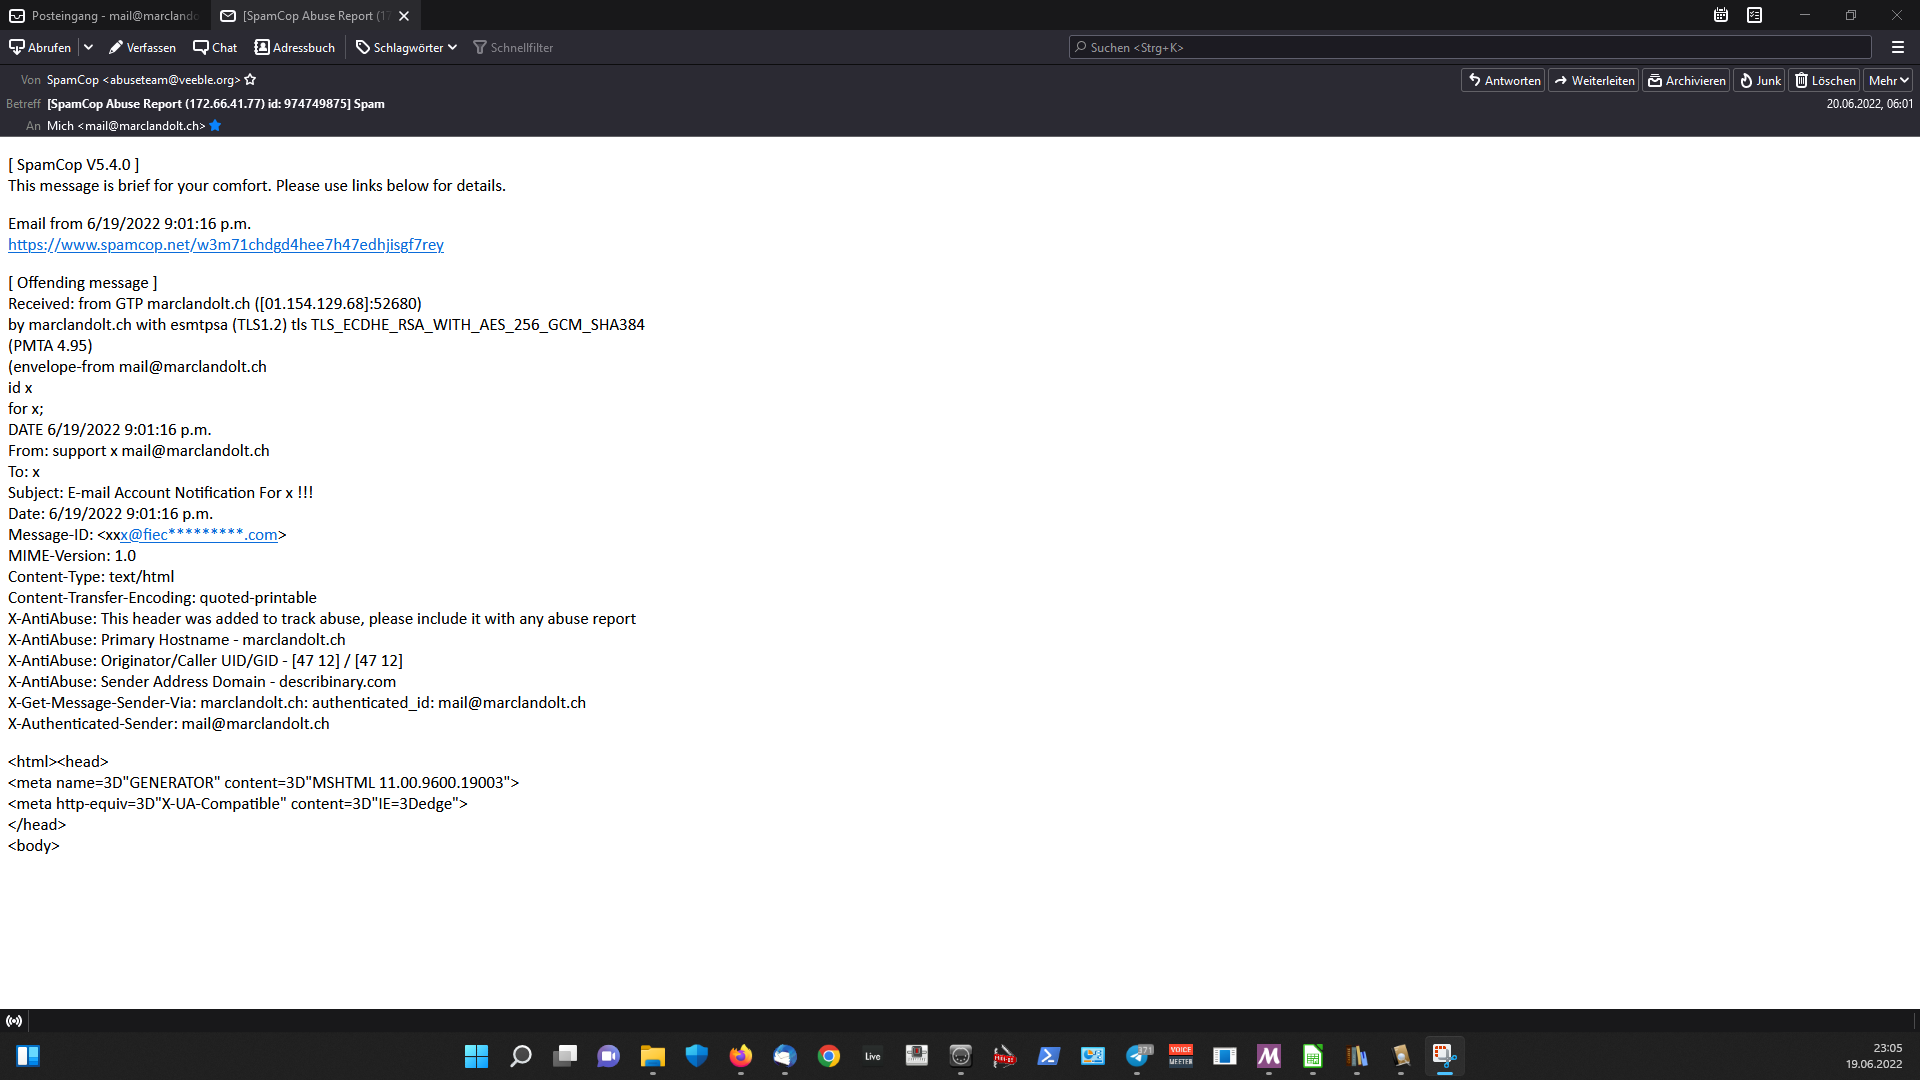 Posteingang - mail@marcland
[SpamCop Abuse Report (17
Abrufen
Verfassen
Chat
Adressbuch
Schlagwörter
Schnellfilter
Suchen <Strg+K>
Von SpamCop <abuseteam@veeble.org>
Antworten
Weiterleiten
Archivieren
Junk
Löschen
Mehr
Betreff [SpamCop Abuse Report (172.66.41.77) id: 974749875] Spam
20.06.2022, 06:01
An Mich <mail@marclandolt.ch>
[ SpamCop V5.4.0 ]
This message is brief for your comfort. Please use links below for details.
Email from 6/19/2022 9:01:16 p.m.
https://www.spamcop.net/w3m71chdgd4hee7h47edhjisgf7rey
[ Offending message ]
Received: from GTP marclandolt.ch ([01.154.129.68]:52680)
by marclandolt.ch with esmtpsa (TLS1.2) tls TLS_ECDHE_RSA_WITH_AES_256_GCM_SHA384
(PMTA 4.95)
(envelope-from mail@marclandolt.ch
id x
for x;
DATE 6/19/2022 9:01:16 p.m.
From: support x mail@marclandolt.ch
To: x
Subject: E-mail Account Notification For x !!!
Date: 6/19/2022 9:01:16 p.m.
Message-ID: <xxx@fiec*********.com>
MIME-Version: 1.0
Content-Type: text/html
Content-Transfer-Encoding: quoted-printable
X-AntiAbuse: This header was added to track abuse, please include it with any abuse report
X-AntiAbuse: Primary Hostname - marclandolt.ch
X-AntiAbuse: Originator/Caller UID/GID - [47 12] / [47 12]
X-AntiAbuse: Sender Address Domain - describinary.com
X-Get-Message-Sender-Via: marclandolt.ch: authenticated_id: mail@marclandolt.ch
X-Authenticated-Sender: mail@marclandolt.ch
<html><head>
<meta name=3D"GENERATOR" content=3D"MSHTML 11.00.9600.19003">
<meta http-equiv=3D"X-UA-Compatible" content=3D"IE=3Dedge">
</head>
<body>
Live
371
VOICE
MEETER
23:05
19.06.2022